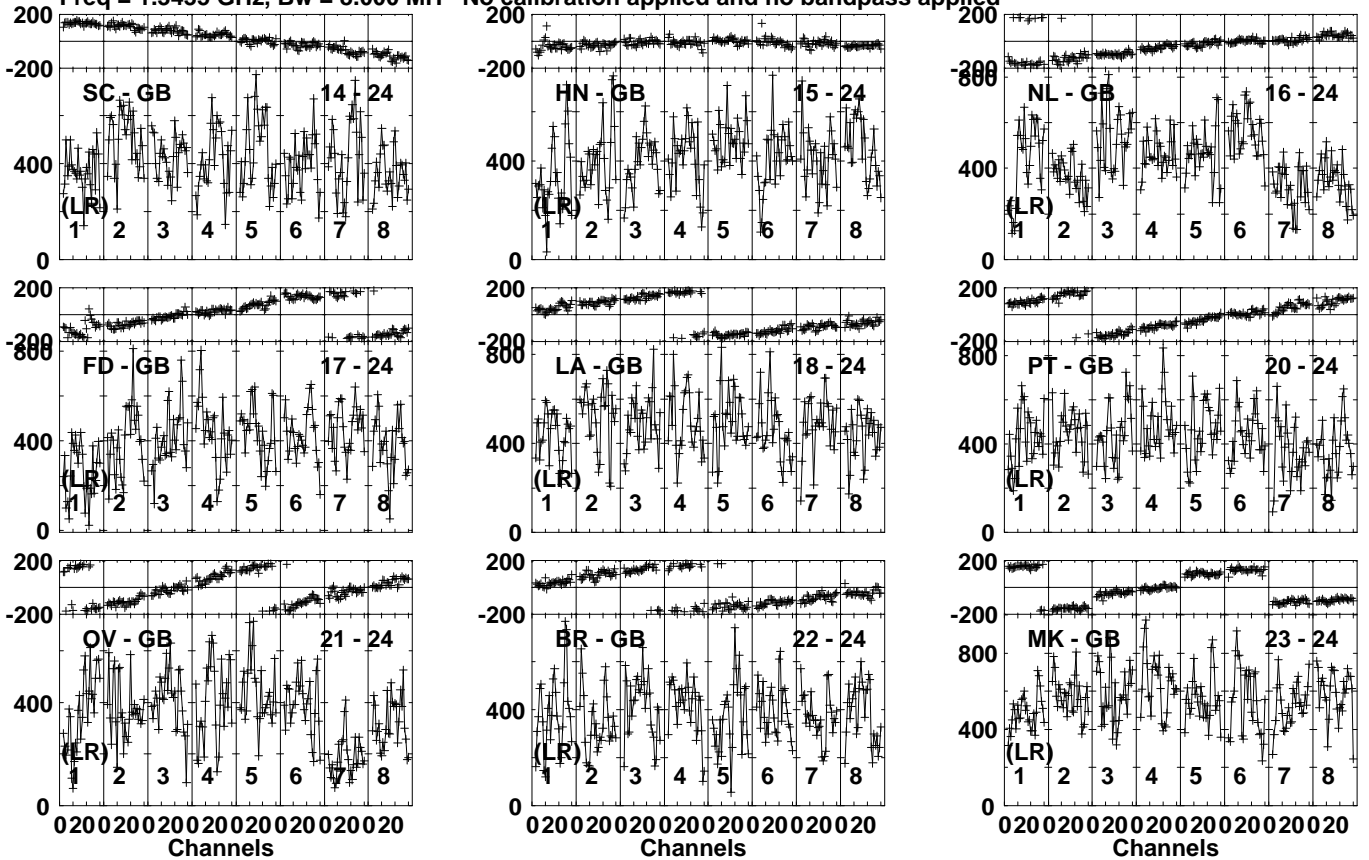 Freq = 1.5459 GHz, Bw = 8.000 MH No calibration applied and no bandpass applied
200 200 200
-200 -200 -200
800
SC - GB 14 - 24 HN - GB 15 - 24 NL - GB 16 - 24
400 400 400
(LR) (LR) (LR)
1 2 3 4 5 6 7 8 1 2 3 4 5 6 7 8 1 2 3 4 5 6 7 8
0 0 0
200 200 200
-200 -200 -200
800 800 800
FD - GB 17 - 24 LA - GB 18 - 24 PT - GB 20 - 24
400 400 400
(LR) (LR) (LR)
1 2 3 4 5 6 7 8 1 2 3 4 5 6 7 8 1 2 3 4 5 6 7 8
0 0 0
200 200 200
-200 -200 -200
OV - GB 21 - 24 BR - GB 22 - 24 MK - GB 23 - 24
800
400 400 400
(LR) (LR) (LR)
1 2 3 4 5 6 7 8 1 2 3 4 5 6 7 8 1 2 3 4 5 6 7 8
0 0 0
0 20 0 20 0 20 0 20 0 20 0 20 0 20 0 20 0 20 0 20 0 20 0 20 0 20 0 20 0 20 0 20 0 20 0 20 0 20 0 20 0 20 0 20 0 20 0 20
Channels Channels Channels